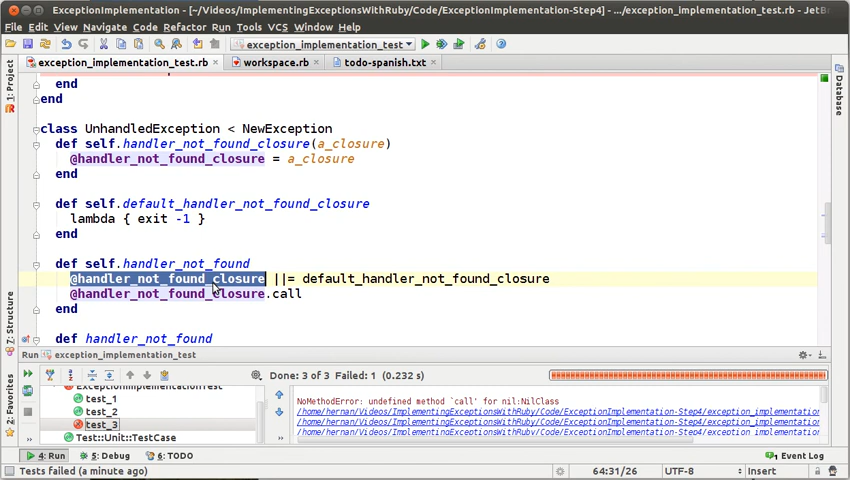 ExceptionImplementation - [~/Videos/ImplementingExceptionsWithRuby/Code/ExceptionImplementation-Step4] - .../exception_implementation_test.rb - JetBr
File Edit View Navigate Code Refactor Run Tools VCS Window Help
exception_implementation_test
exception_implementation_test.rb workspace.rb todo-spanish.txt
1: Project
Database
end
end
class UnhandledException < NewException
def self.handler_not_found_closure(a_closure)
@handler_not_found_closure = a_closure
end
def self.default_handler_not_found_closure
lambda { exit -1 }
end
def self.handler_not_found
@handler_not_found_closure ||= default_handler_not_found_closure
@handler_not_found_closure.call
end
def handler_not_found
7: Structure
2: Favorites
Run exception_implementation_test
Done: 3 of 3 Failed: 1 (0.232 s)
ExceptionImplementationTest
test_1
test_2
test_3
Test::Unit::TestCase
NoMethodError: undefined method `call' for nil:NilClass
/home/hernan/Videos/ImplementingExceptionsWithRuby/Code/ExceptionImplementation-Step4/exception_implementation
/home/hernan/Videos/ImplementingExceptionsWithRuby/Code/ExceptionImplementation-Step4/exception_implementation
/home/hernan/Videos/ImplementingExceptionsWithRuby/Code/ExceptionImplementation-Step4/exception_implementation
4: Run 5: Debug 6: TODO Event Log
Tests failed (a minute ago) 64:31/26 UTF-8 Insert